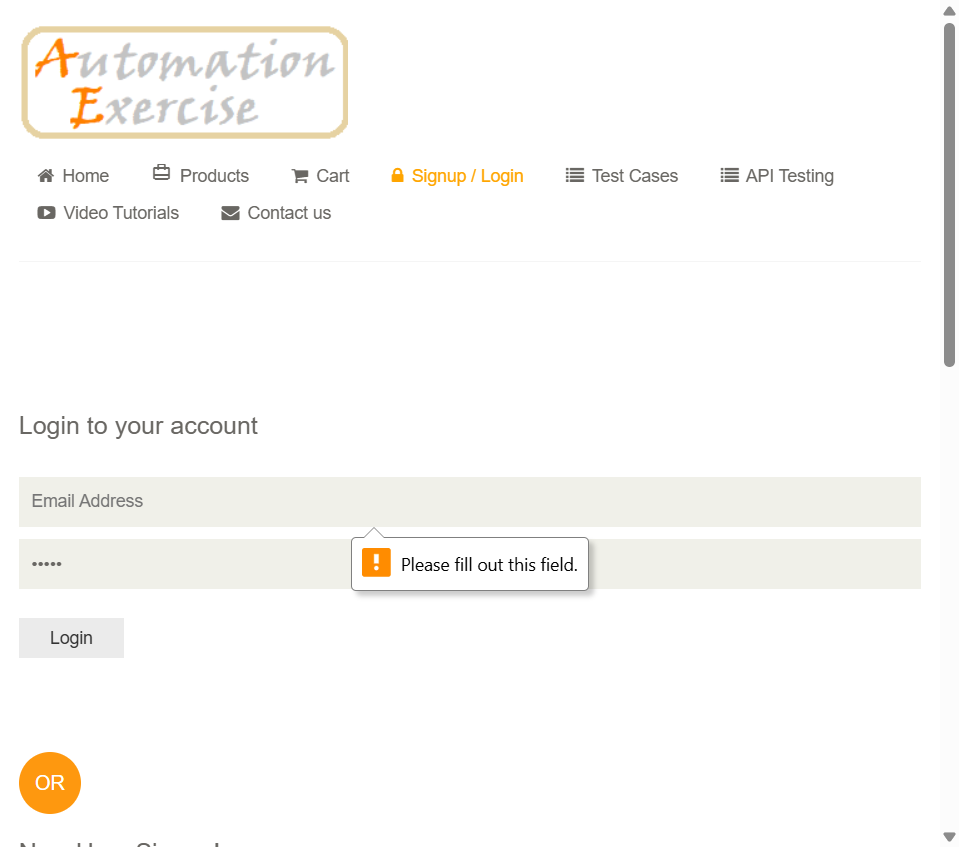 Automation
Exercise
Home Products Cart Signup / Login Test Cases API Testing
Video Tutorials Contact us
Login to your account
Email Address
•••••
Please fill out this field.
Login
OR